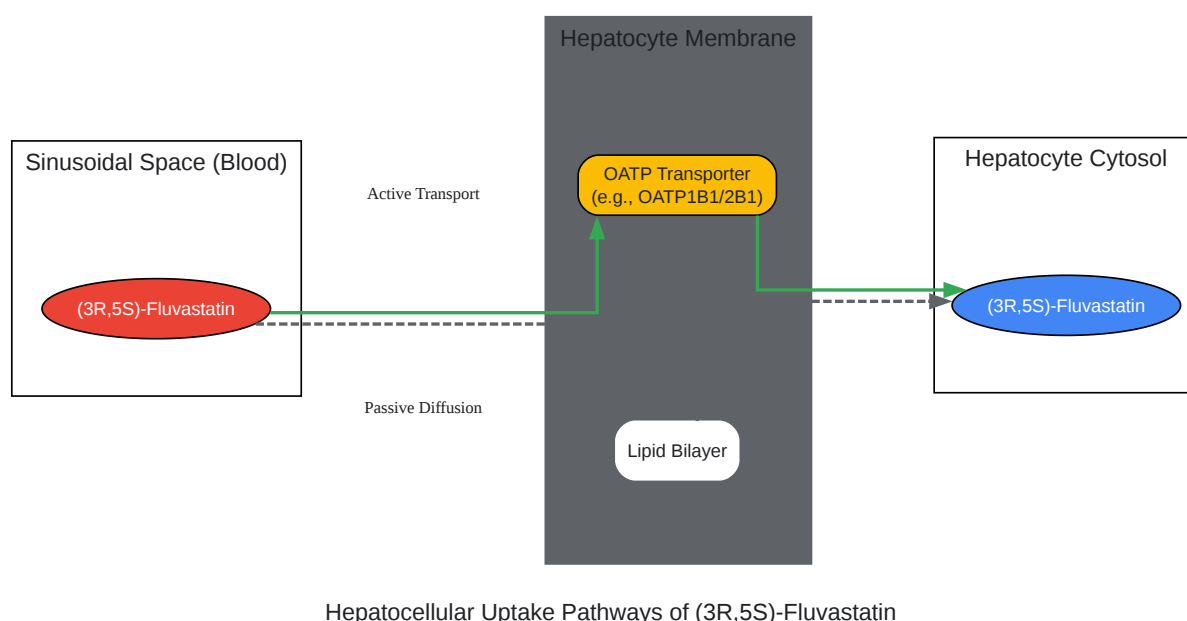 Hepatocyte Membrane
Sinusoidal Space (Blood)
Hepatocyte Cytosol
OATP Transporter
(e.g., OATP1B1/2B1)
Active Transport
(3R,5S)-Fluvastatin
(3R,5S)-Fluvastatin
Passive Diffusion
Lipid Bilayer
Hepatocellular Uptake Pathways of (3R,5S)-Fluvastatin